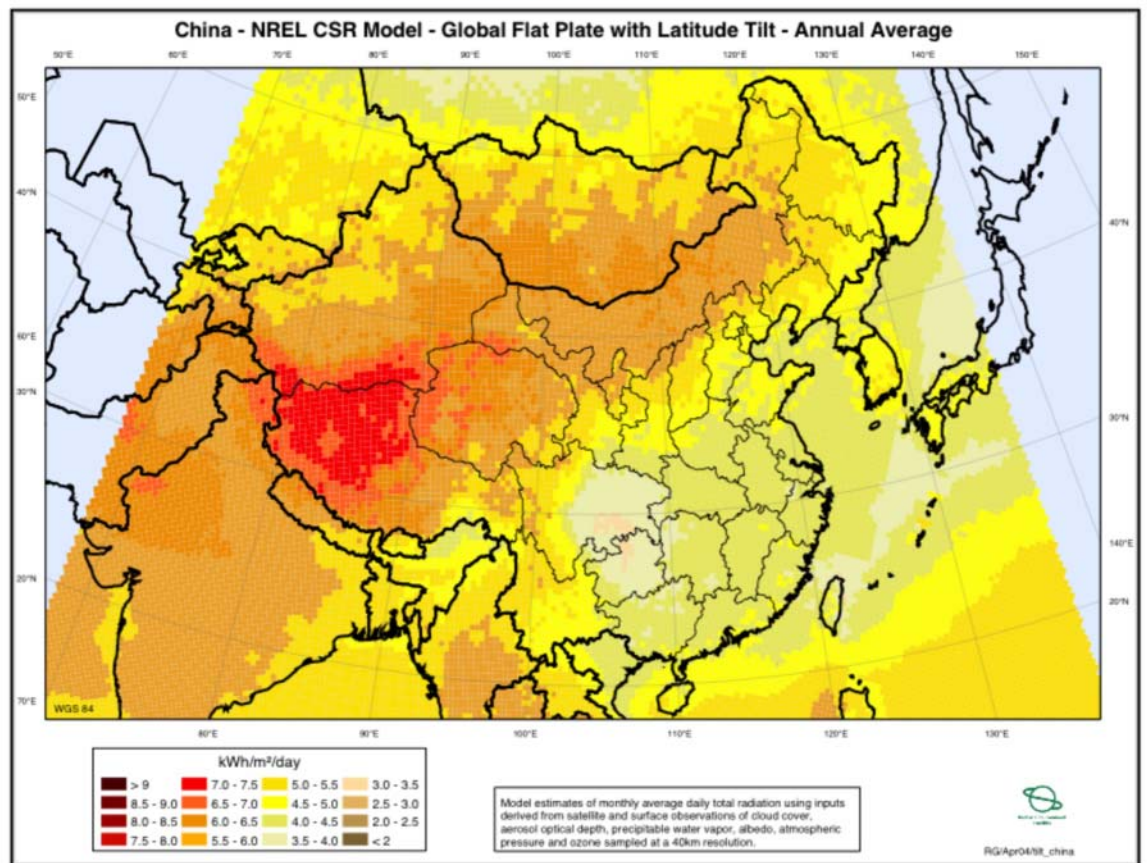 China - NREL CSR Model - Global Flat Plate with Latitude Tilt - Annual Average
50°E 60°E 70°E 80°E 90°E 100°E 110°E 120°E 130°E 140°E 150°E
50°N
40°N
60°E
30°N
20°N
70°E
40°N
30°N
140°E
20°N
WGS 84
80°E 90°E 100°E 110°E 120°E 130°E
kWh/m²/day
> 9 7.0 - 7.5 5.0 - 5.5 3.0 - 3.5
8.5 - 9.0 6.5 - 7.0 4.5 - 5.0 2.5 - 3.0
8.0 - 8.5 6.0 - 6.5 4.0 - 4.5 2.0 - 2.5
7.5 - 8.0 5.5 - 6.0 3.5 - 4.0 < 2
Model estimates of monthly average daily total radiation using inputs
derived from satellite and surface observations of cloud cover,
aerosol optical depth, precipitable water vapor, albedo, atmospheric
pressure and ozone sampled at a 40km resolution.
RG/Apr04/tilt_china